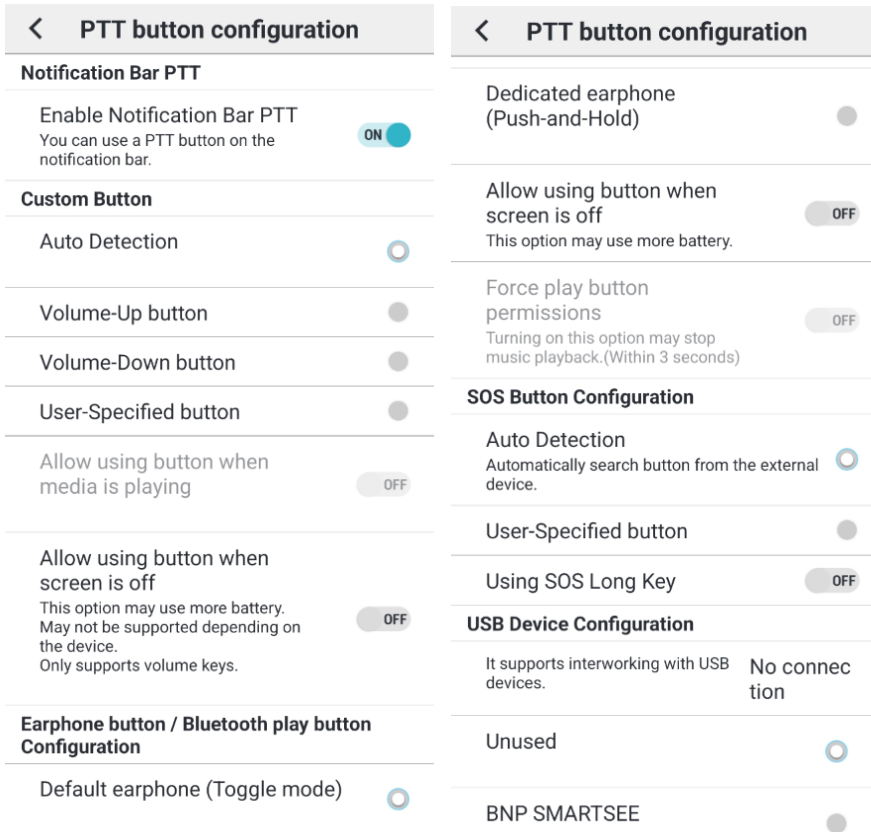 PTT button configuration
Notification Bar PTT
Enable Notification Bar PTT
You can use a PTT button on the
notification bar.
ON
Custom Button
Auto Detection
Volume-Up button
Volume-Down button
User-Specified button
Allow using button when
media is playing
OFF
Allow using button when
screen is off
This option may use more battery.
May not be supported depending on
the device.
Only supports volume keys.
OFF
Earphone button / Bluetooth play button
Configuration
Default earphone (Toggle mode)
PTT button configuration
Dedicated earphone
(Push-and-Hold)
Allow using button when
screen is off
This option may use more battery.
OFF
Force play button
permissions
Turning on this option may stop
music playback.(Within 3 seconds)
OFF
SOS Button Configuration
Auto Detection
Automatically search button from the external
device.
User-Specified button
Using SOS Long Key
OFF
USB Device Configuration
It supports interworking with USB
devices.
No connec
tion
Unused
BNP SMARTSEE